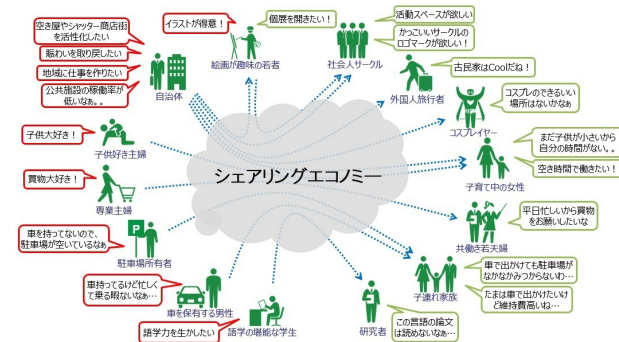 空き屋やシャッター商店街
を活性化したい
賑わいを取り戻したい
地域に仕事を作りたい
公共施設の稼働率が
低いなぁ。。
自治体
イラストが得意！
個展を開きたい！
絵画が趣味の若者
活動スペースが欲しい
かっこいいサークルの
ロゴマークが欲しい！
社会人サークル
古民家はCoolだね！
外国人旅行者
コスプレのできるいい
場所はないかなぁ
コスプレイヤー
子供大好き！
子供好き主婦
まだ子供が小さいから
自分の時間がない。。
空き時間で働きたい！
子育て中の女性
シェアリングエコノミー
買物大好き！
専業主婦
平日忙しいから買物
をお願いしたいな
共働き若夫婦
車を持ってないので、
駐車場が空いているなぁ
P
駐車場所有者
車で出かけても駐車場が
なかなかみつからないわ…
たまは車で出かけたいけ
ど維持費高いね…
子連れ家族
車持ってるけど忙しく
て乗る暇ないなぁ…
車を保有する男性
語学力を生かしたい
語学の堪能な学生
研究者
この言語の論文
は読めないなぁ…